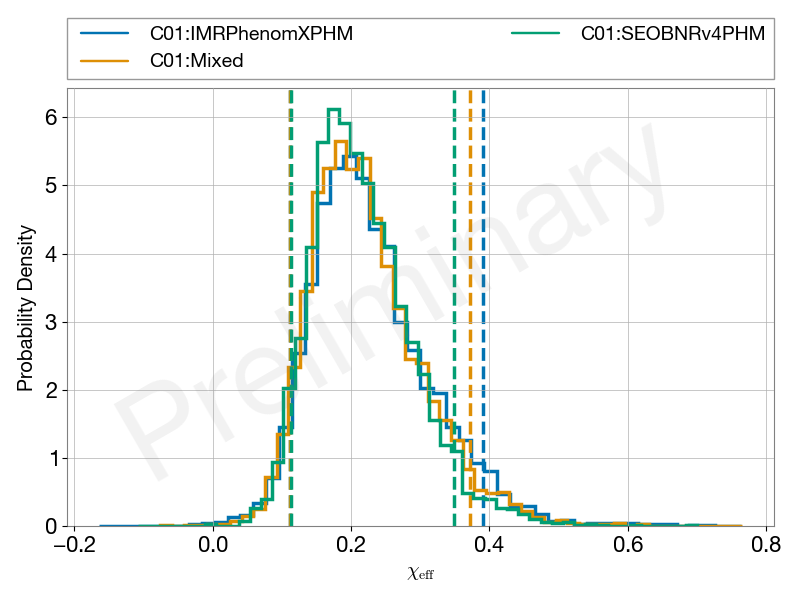 C01:IMRPhenomXPHM
C01:Mixed
C01:SEOBNRv4PHM
Preliminary
Probability Density
6
5
4
3
2
1
0
−0.2
0.0
0.2
0.4
0.6
0.8
χeff